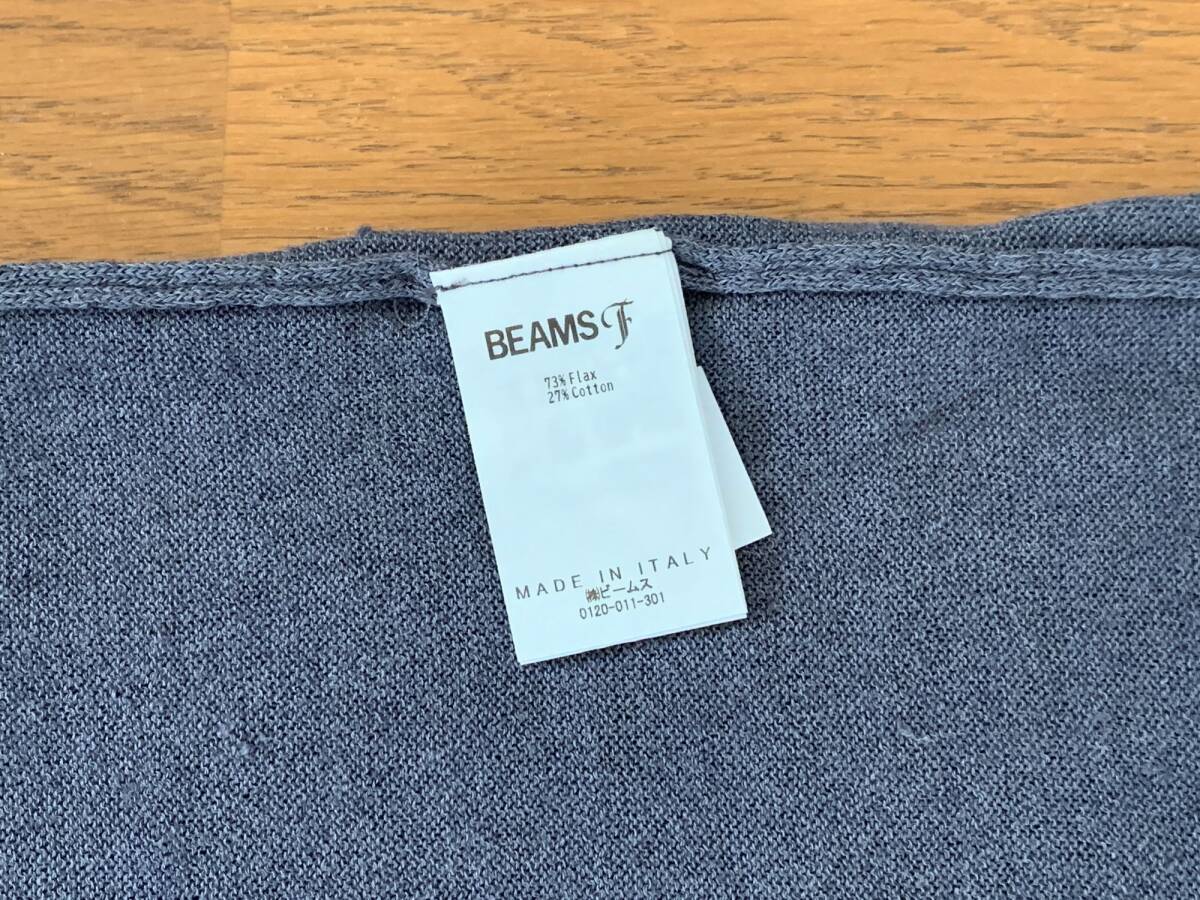 BEAMS F
73% Flax
27% Cotton
MADE IN ITALY
㈱ビームス
0120-011-301